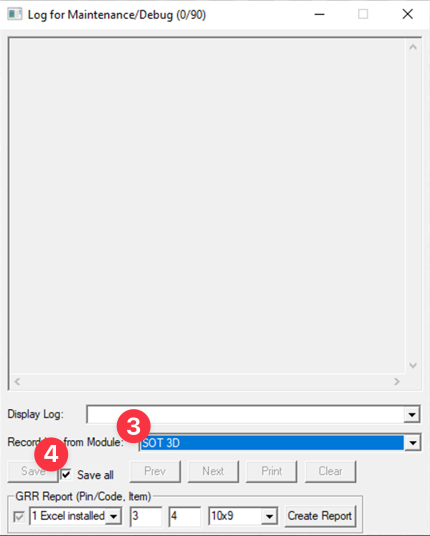 Log for Maintenance/Debug (0/90)
Display Log:
3
Record from Module: SOT 3D
4
Save Save all Prev Next Print Clear
GRR Report (Pin/Code, Item)
1 Excel installed 3 4 10x9 Create Report